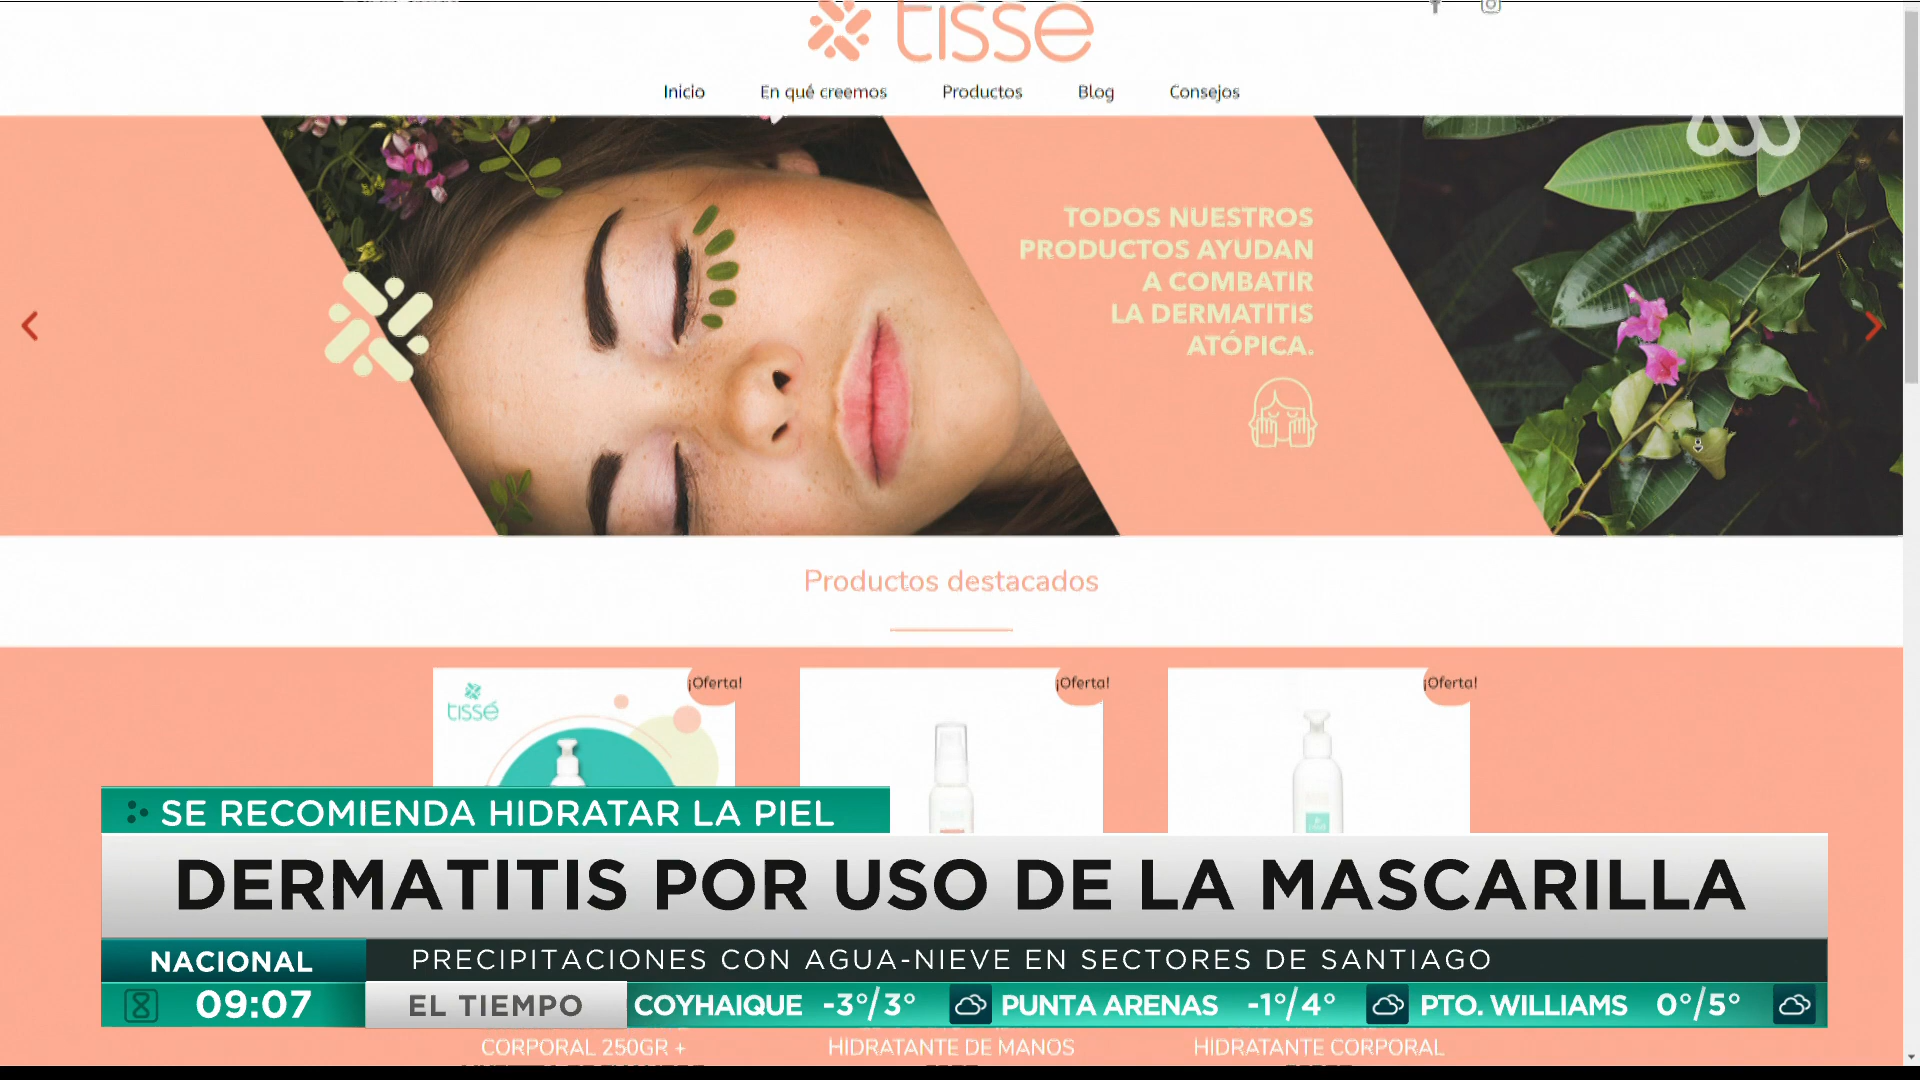 tissé
Inicio
En qué creemos
Productos
Blog
Consejos
TODOS NUESTROS
PRODUCTOS AYUDAN
A COMBATIR
LA DERMATITIS
ATÓPICA.
Productos destacados
¡Oferta!
¡Oferta!
¡Oferta!
tissé
SE RECOMIENDA HIDRATAR LA PIEL
DERMATITIS POR USO DE LA MASCARILLA
NACIONAL
PRECIPITACIONES CON AGUA-NIEVE EN SECTORES DE SANTIAGO
09:07
EL TIEMPO
COYHAIQUE -3°/3°
PUNTA ARENAS -1°/4°
PTO. WILLIAMS 0°/5°
CORPORAL 250GR +
HIDRATANTE DE MANOS
HIDRATANTE CORPORAL